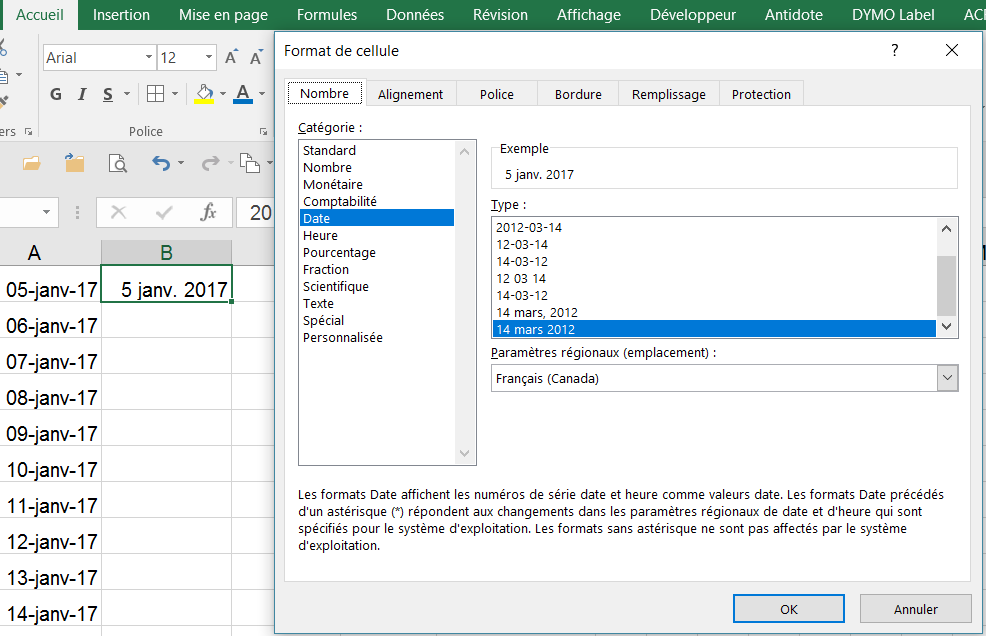 Accueil Insertion Mise en page Formules Données Révision Affichage Développeur Antidote DYMO Label
Format de cellule ? ×
Arial 12 A A
G I S A
ers Police
fx 20
A B
05-janv-17 5 janv. 2017
06-janv-17
07-janv-17
08-janv-17
09-janv-17
10-janv-17
11-janv-17
12-janv-17
13-janv-17
14-janv-17
Nombre Alignement Police Bordure Remplissage Protection
Catégorie :
Standard
Nombre
Monétaire
Comptabilité
Date
Heure
Pourcentage
Fraction
Scientifique
Texte
Spécial
Personnalisée
Exemple
5 janv. 2017
Type :
2012-03-14
12-03-14
14-03-12
12 03 14
14-03-12
14 mars, 2012
14 mars 2012
Paramètres régionaux (emplacement) :
Français (Canada)
Les formats Date affichent les numéros de série date et heure comme valeurs date. Les formats Date précédés
d'un astérisque (*) répondent aux changements dans les paramètres régionaux de date et d'heure qui sont
spécifiés pour le système d'exploitation. Les formats sans astérisque ne sont pas affectés par le système
d'exploitation.
OK Annuler